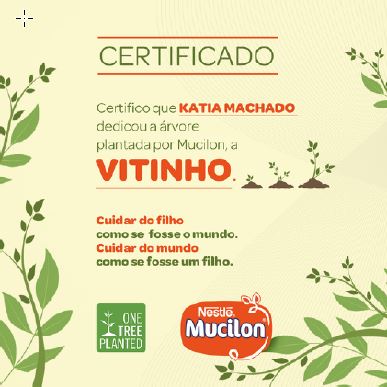 CERTIFICADO
Certifico que KATIA MACHADO
dedicou a árvore
plantada por Mucilon, a
VITINHO.
Cuidar do filho
como se fosse o mundo.
Cuidar do mundo
como se fosse um filho.
ONE
TREE
PLANTED
Nestlé
Mucilon